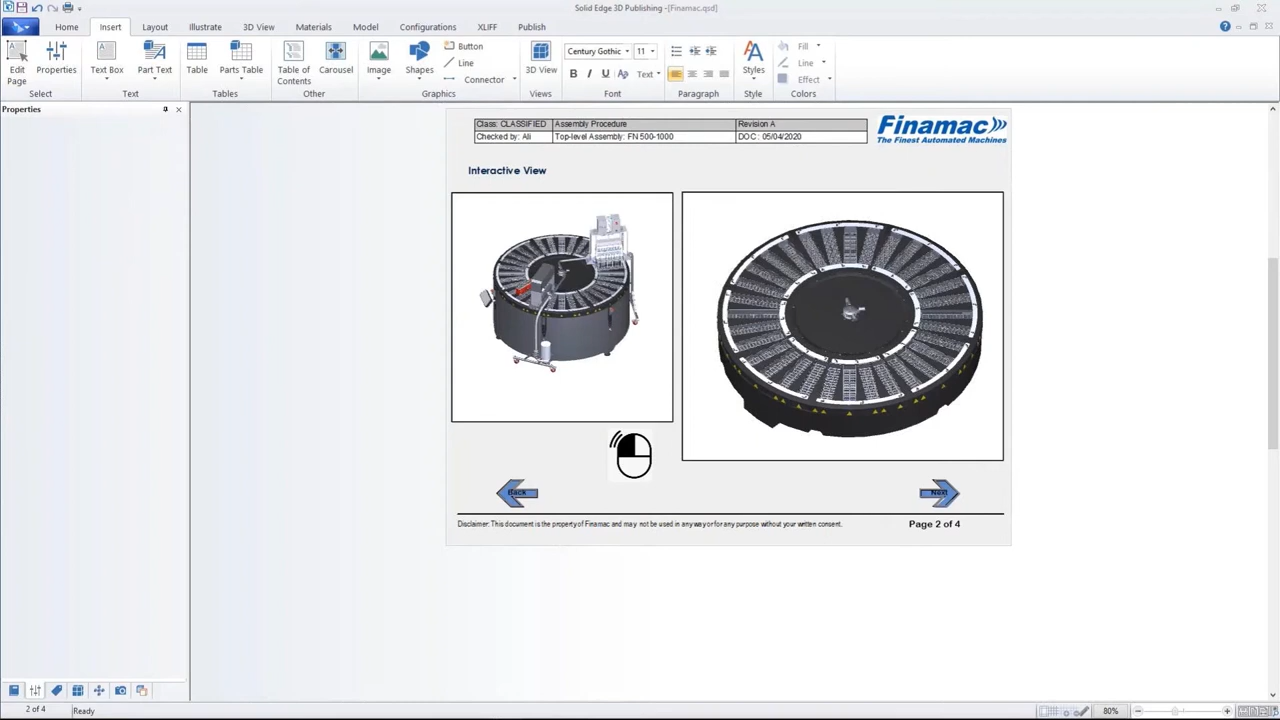 Solid Edge 3D Publishing - [Finamac.qsd]
Home Insert Layout Illustrate 3D View Materials Model Configurations XLIFF Publish
Edit Page
Properties
Text Box
Part Text
Table
Parts Table
Table of Contents
Carousel
Image
Shapes
Button
Line
Connector
3D View
Century Gothic 11
B I U Text
Styles
Fill
Line
Effect
Select Text Tables Other Graphics Views Font Paragraph Style Colors
Properties
Class: CLASSIFIED Assembly Procedure Revision A
Checked by: Ali Top-level Assembly: FN 500-1000 DOC : 05/04/2020
Finamac
The Finest Automated Machines
Interactive View
Back Next
Disclaimer: This document is the property of Finamac and may not be used in any way or for any purpose without your written consent.
Page 2 of 4
2 of 4 Ready 80%